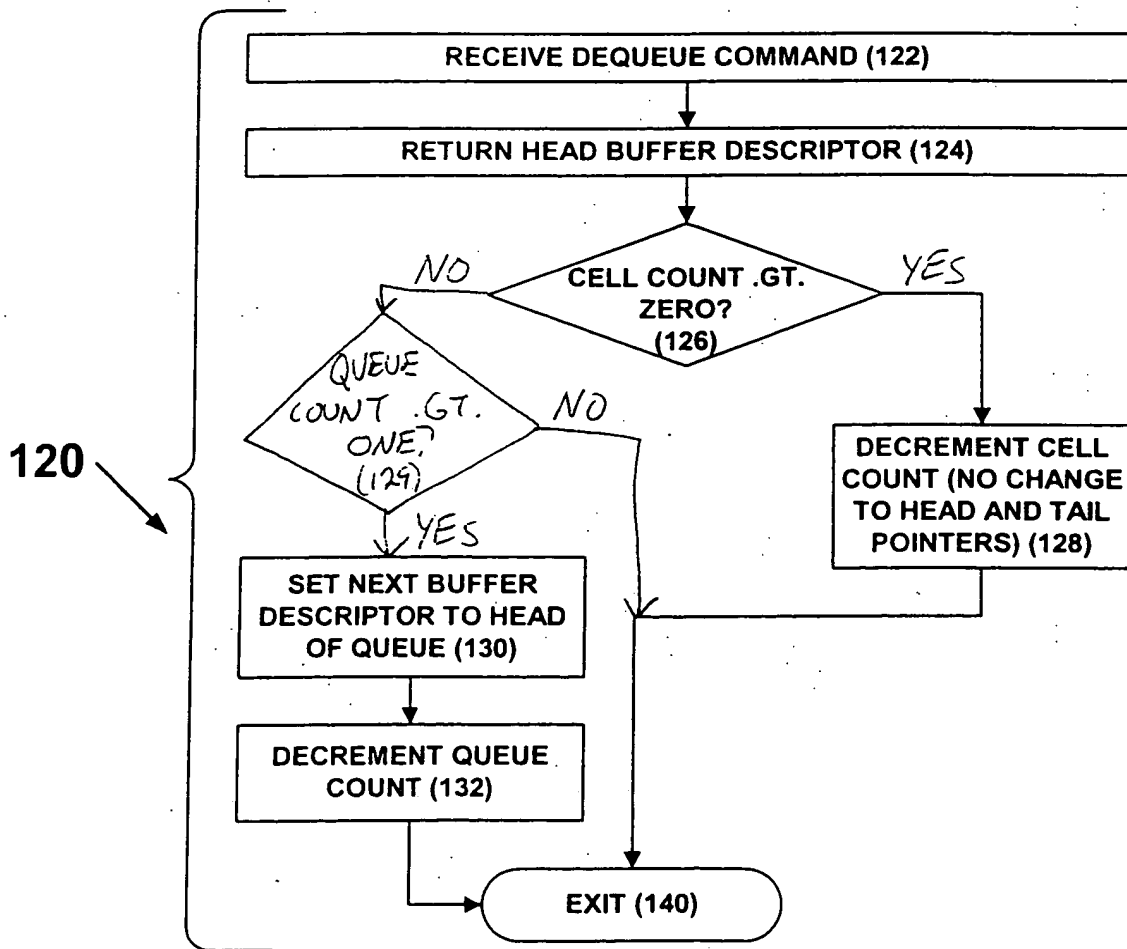 RECEIVE DEQUEUE COMMAND (122)
RETURN HEAD BUFFER DESCRIPTOR (124)
CELL COUNT .GT.
ZERO?
(126)
NO
YES
QUEUE
COUNT .GT.
ONE?
(129)
NO
YES
120
DECREMENT CELL
COUNT (NO CHANGE
TO HEAD AND TAIL
POINTERS) (128)
SET NEXT BUFFER
DESCRIPTOR TO HEAD
OF QUEUE (130)
DECREMENT QUEUE
COUNT (132)
EXIT (140)